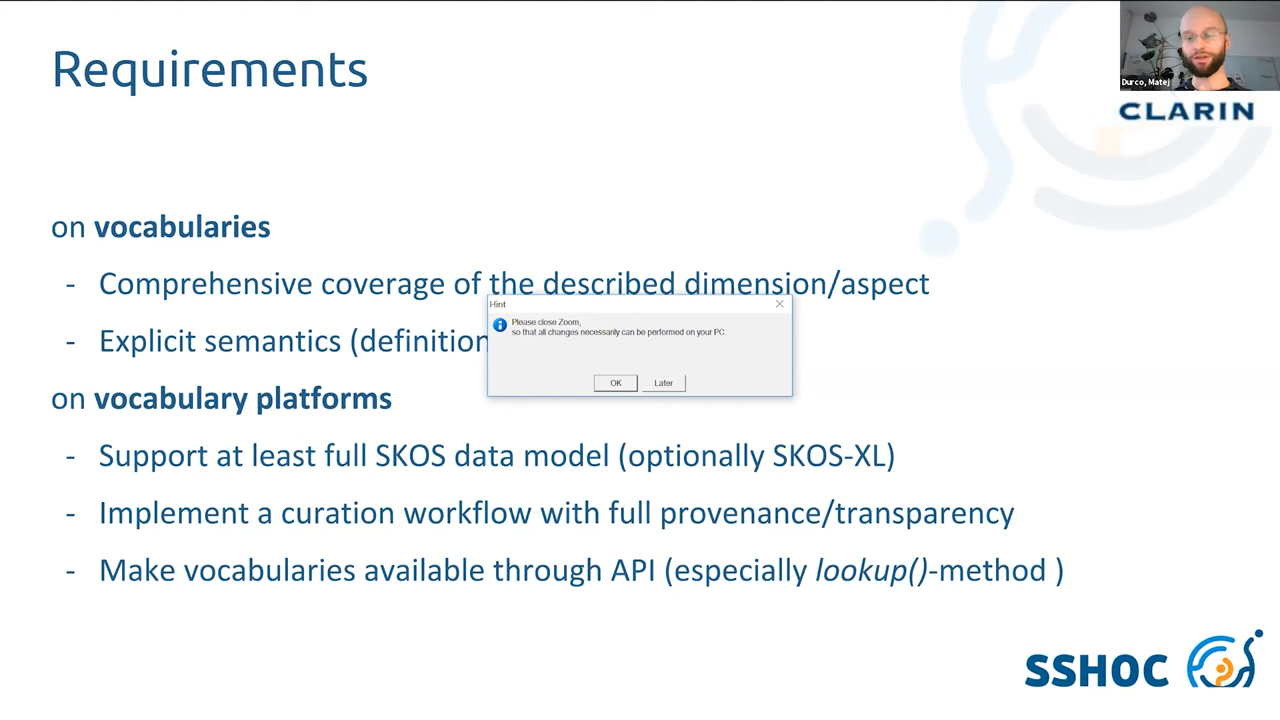 Requirements
Durco, Matej
CLARIN
on vocabularies
- Comprehensive coverage of the described dimension/aspect
- Explicit semantics (definition
Hint
Please close Zoom,
so that all changes necessarily can be performed on your PC.
OK Later
on vocabulary platforms
- Support at least full SKOS data model (optionally SKOS-XL)
- Implement a curation workflow with full provenance/transparency
- Make vocabularies available through API (especially lookup()-method )
SSHOC